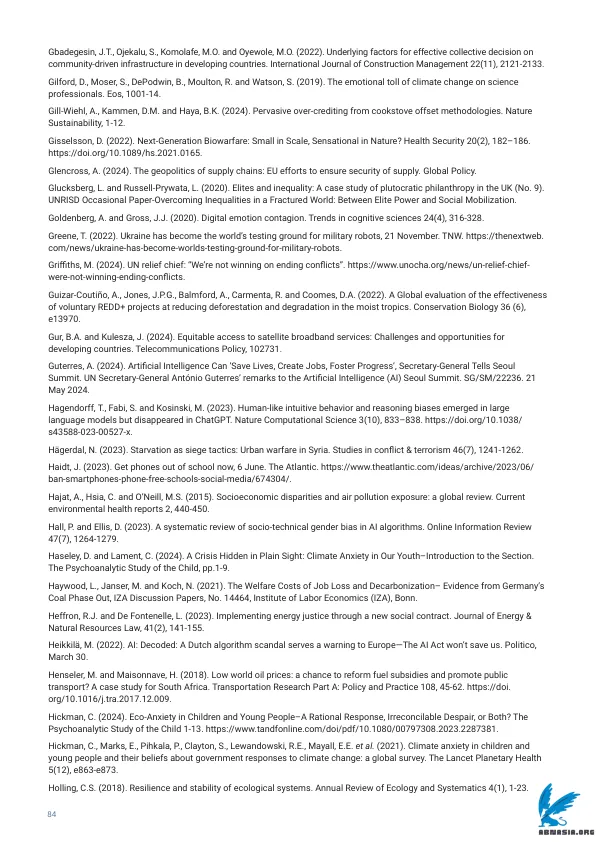 Gbadegesin, J.T., Ojekalu, S., Komolafe, M.O. and Oyewole, M.O. (2022). Underlying factors for effective collective decision on
community-driven infrastructure in developing countries. International Journal of Construction Management 22(11), 2121-2133.
Gilford, D., Moser, S., DePodwin, B., Moulton, R. and Watson, S. (2019). The emotional toll of climate change on science
professionals. Eos, 1001-14.
Gill-Wiehl, A., Kammen, D.M. and Haya, B.K. (2024). Pervasive over-crediting from cookstove offset methodologies. Nature
Sustainability, 1-12.
Gisselsson, D. (2022). Next-Generation Biowarfare: Small in Scale, Sensational in Nature? Health Security 20(2), 182–186.
https://doi.org/10.1089/hs.2021.0165.
Glencross, A. (2024). The geopolitics of supply chains: EU efforts to ensure security of supply. Global Policy.
Glucksberg, L. and Russell-Prywata, L. (2020). Elites and inequality: A case study of plutocratic philanthropy in the UK (No. 9).
UNRISD Occasional Paper-Overcoming Inequalities in a Fractured World: Between Elite Power and Social Mobilization.
Goldenberg, A. and Gross, J.J. (2020). Digital emotion contagion. Trends in cognitive sciences 24(4), 316-328.
Greene, T. (2022). Ukraine has become the world's testing ground for military robots, 21 November. TNW. https://thenextweb.
com/news/ukraine-has-become-worlds-testing-ground-for-military-robots.
Griffiths, M. (2024). UN relief chief: “We're not winning on ending conflicts”. https://www.unocha.org/news/un-relief-chief-
were-not-winning-ending-conflicts.
Guizar-Coutiño, A., Jones, J.P.G., Balmford, A., Carmenta, R. and Coomes, D.A. (2022). A Global evaluation of the effectiveness
of voluntary REDD+ projects at reducing deforestation and degradation in the moist tropics. Conservation Biology 36 (6),
e13970.
Gur, B.A. and Kulesza, J. (2024). Equitable access to satellite broadband services: Challenges and opportunities for
developing countries. Telecommunications Policy, 102731.
Guterres, A. (2024). Artificial Intelligence Can 'Save Lives, Create Jobs, Foster Progress', Secretary-General Tells Seoul
Summit. UN Secretary-General António Guterres' remarks to the Artificial Intelligence (AI) Seoul Summit. SG/SM/22236. 21
May 2024.
Hagendorff, T., Fabi, S. and Kosinski, M. (2023). Human-like intuitive behavior and reasoning biases emerged in large
language models but disappeared in ChatGPT. Nature Computational Science 3(10), 833–838. https://doi.org/10.1038/
s43588-023-00527-x.
Hägerdal, N. (2023). Starvation as siege tactics: Urban warfare in Syria. Studies in conflict & terrorism 46(7), 1241-1262.
Haidt, J. (2023). Get phones out of school now, 6 June. The Atlantic. https://www.theatlantic.com/ideas/archive/2023/06/
ban-smartphones-phone-free-schools-social-media/674304/.
Hajat, A., Hsia, C. and O'Neill, M.S. (2015). Socioeconomic disparities and air pollution exposure: a global review. Current
environmental health reports 2, 440-450.
Hall, P. and Ellis, D. (2023). A systematic review of socio-technical gender bias in AI algorithms. Online Information Review
47(7), 1264-1279.
Haseley, D. and Lament, C. (2024). A Crisis Hidden in Plain Sight: Climate Anxiety in Our Youth–Introduction to the Section.
The Psychoanalytic Study of the Child, pp.1-9.
Haywood, L., Janser, M. and Koch, N. (2021). The Welfare Costs of Job Loss and Decarbonization– Evidence from Germany's
Coal Phase Out, IZA Discussion Papers, No. 14464, Institute of Labor Economics (IZA), Bonn.
Heffron, R.J. and De Fontenelle, L. (2023). Implementing energy justice through a new social contract. Journal of Energy &
Natural Resources Law, 41(2), 141-155.
Heikkilä, M. (2022). AI: Decoded: A Dutch algorithm scandal serves a warning to Europe—The AI Act won't save us. Politico,
March 30.
Henseler, M. and Maisonnave, H. (2018). Low world oil prices: a chance to reform fuel subsidies and promote public
transport? A case study for South Africa. Transportation Research Part A: Policy and Practice 108, 45-62. https://doi.
org/10.1016/j.tra.2017.12.009.
Hickman, C. (2024). Eco-Anxiety in Children and Young People–A Rational Response, Irreconcilable Despair, or Both? The
Psychoanalytic Study of the Child 1-13. https://www.tandfonline.com/doi/pdf/10.1080/00797308.2023.2287381.
Hickman, C., Marks, E., Pihkala, P., Clayton, S., Lewandowski, R.E., Mayall, E.E. et al. (2021). Climate anxiety in children and
young people and their beliefs about government responses to climate change: a global survey. The Lancet Planetary Health
5(12), e863-e873.
Holling, C.S. (2018). Resilience and stability of ecological systems. Annual Review of Ecology and Systematics 4(1), 1-23.
84
ABNASIA.ORG